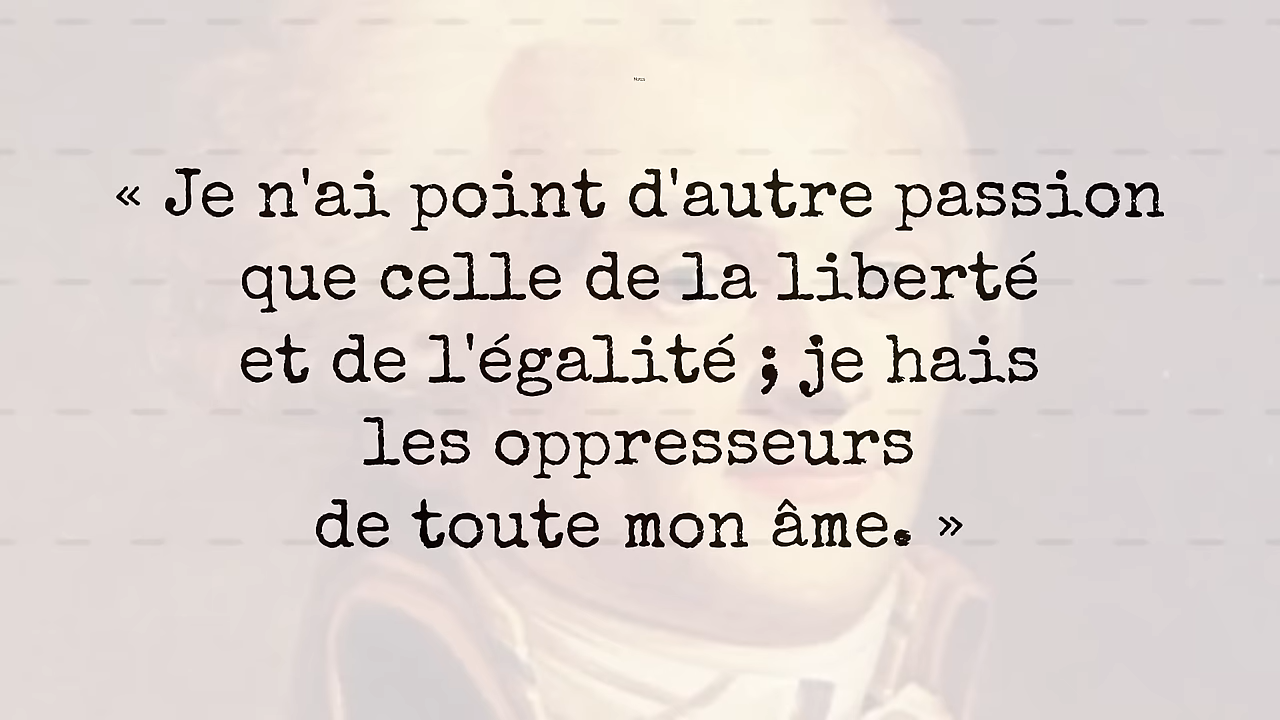 « Je n'ai point d'autre passion
que celle de la liberté
et de l'égalité ; je hais
les oppresseurs
de toute mon âme. »